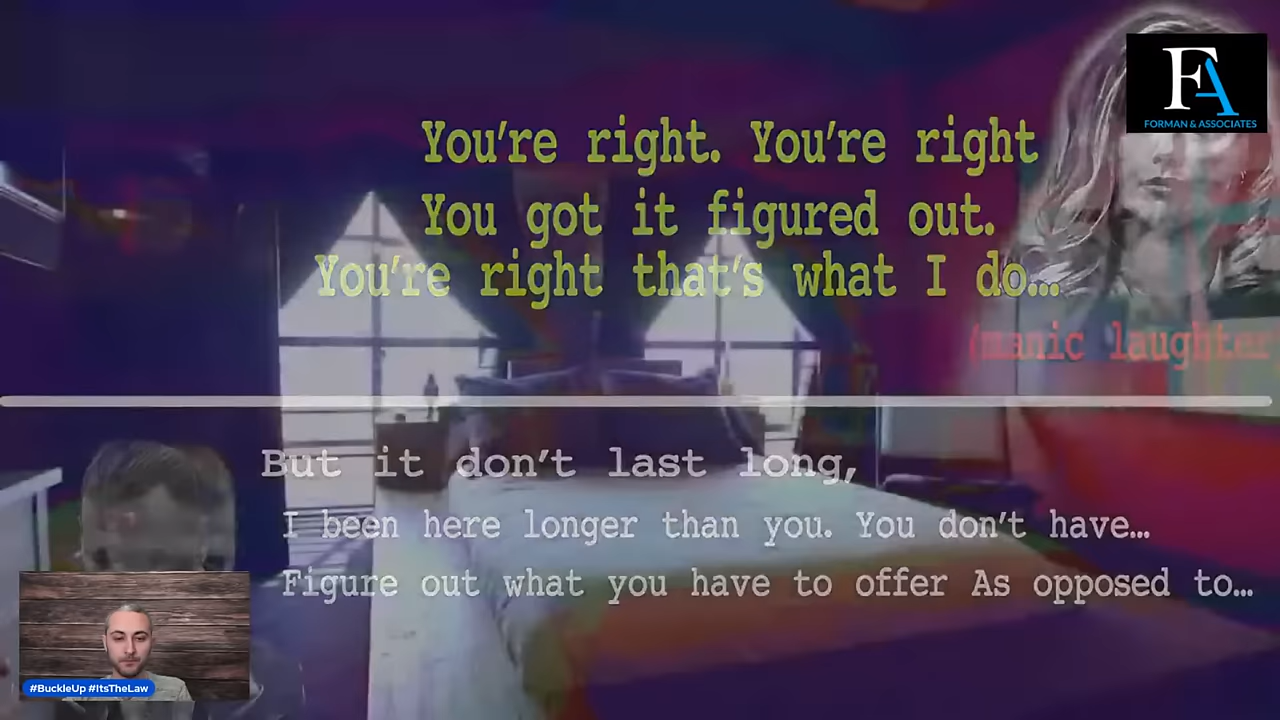 FA
FORMAN & ASSOCIATES
You're right. You're right
You got it figured out.
You're right that's what I do...
(manic laughter
But it don't last long,
I been here longer than you. You don't have...
Figure out what you have to offer As opposed to...
#BuckleUp #ItsTheLaw